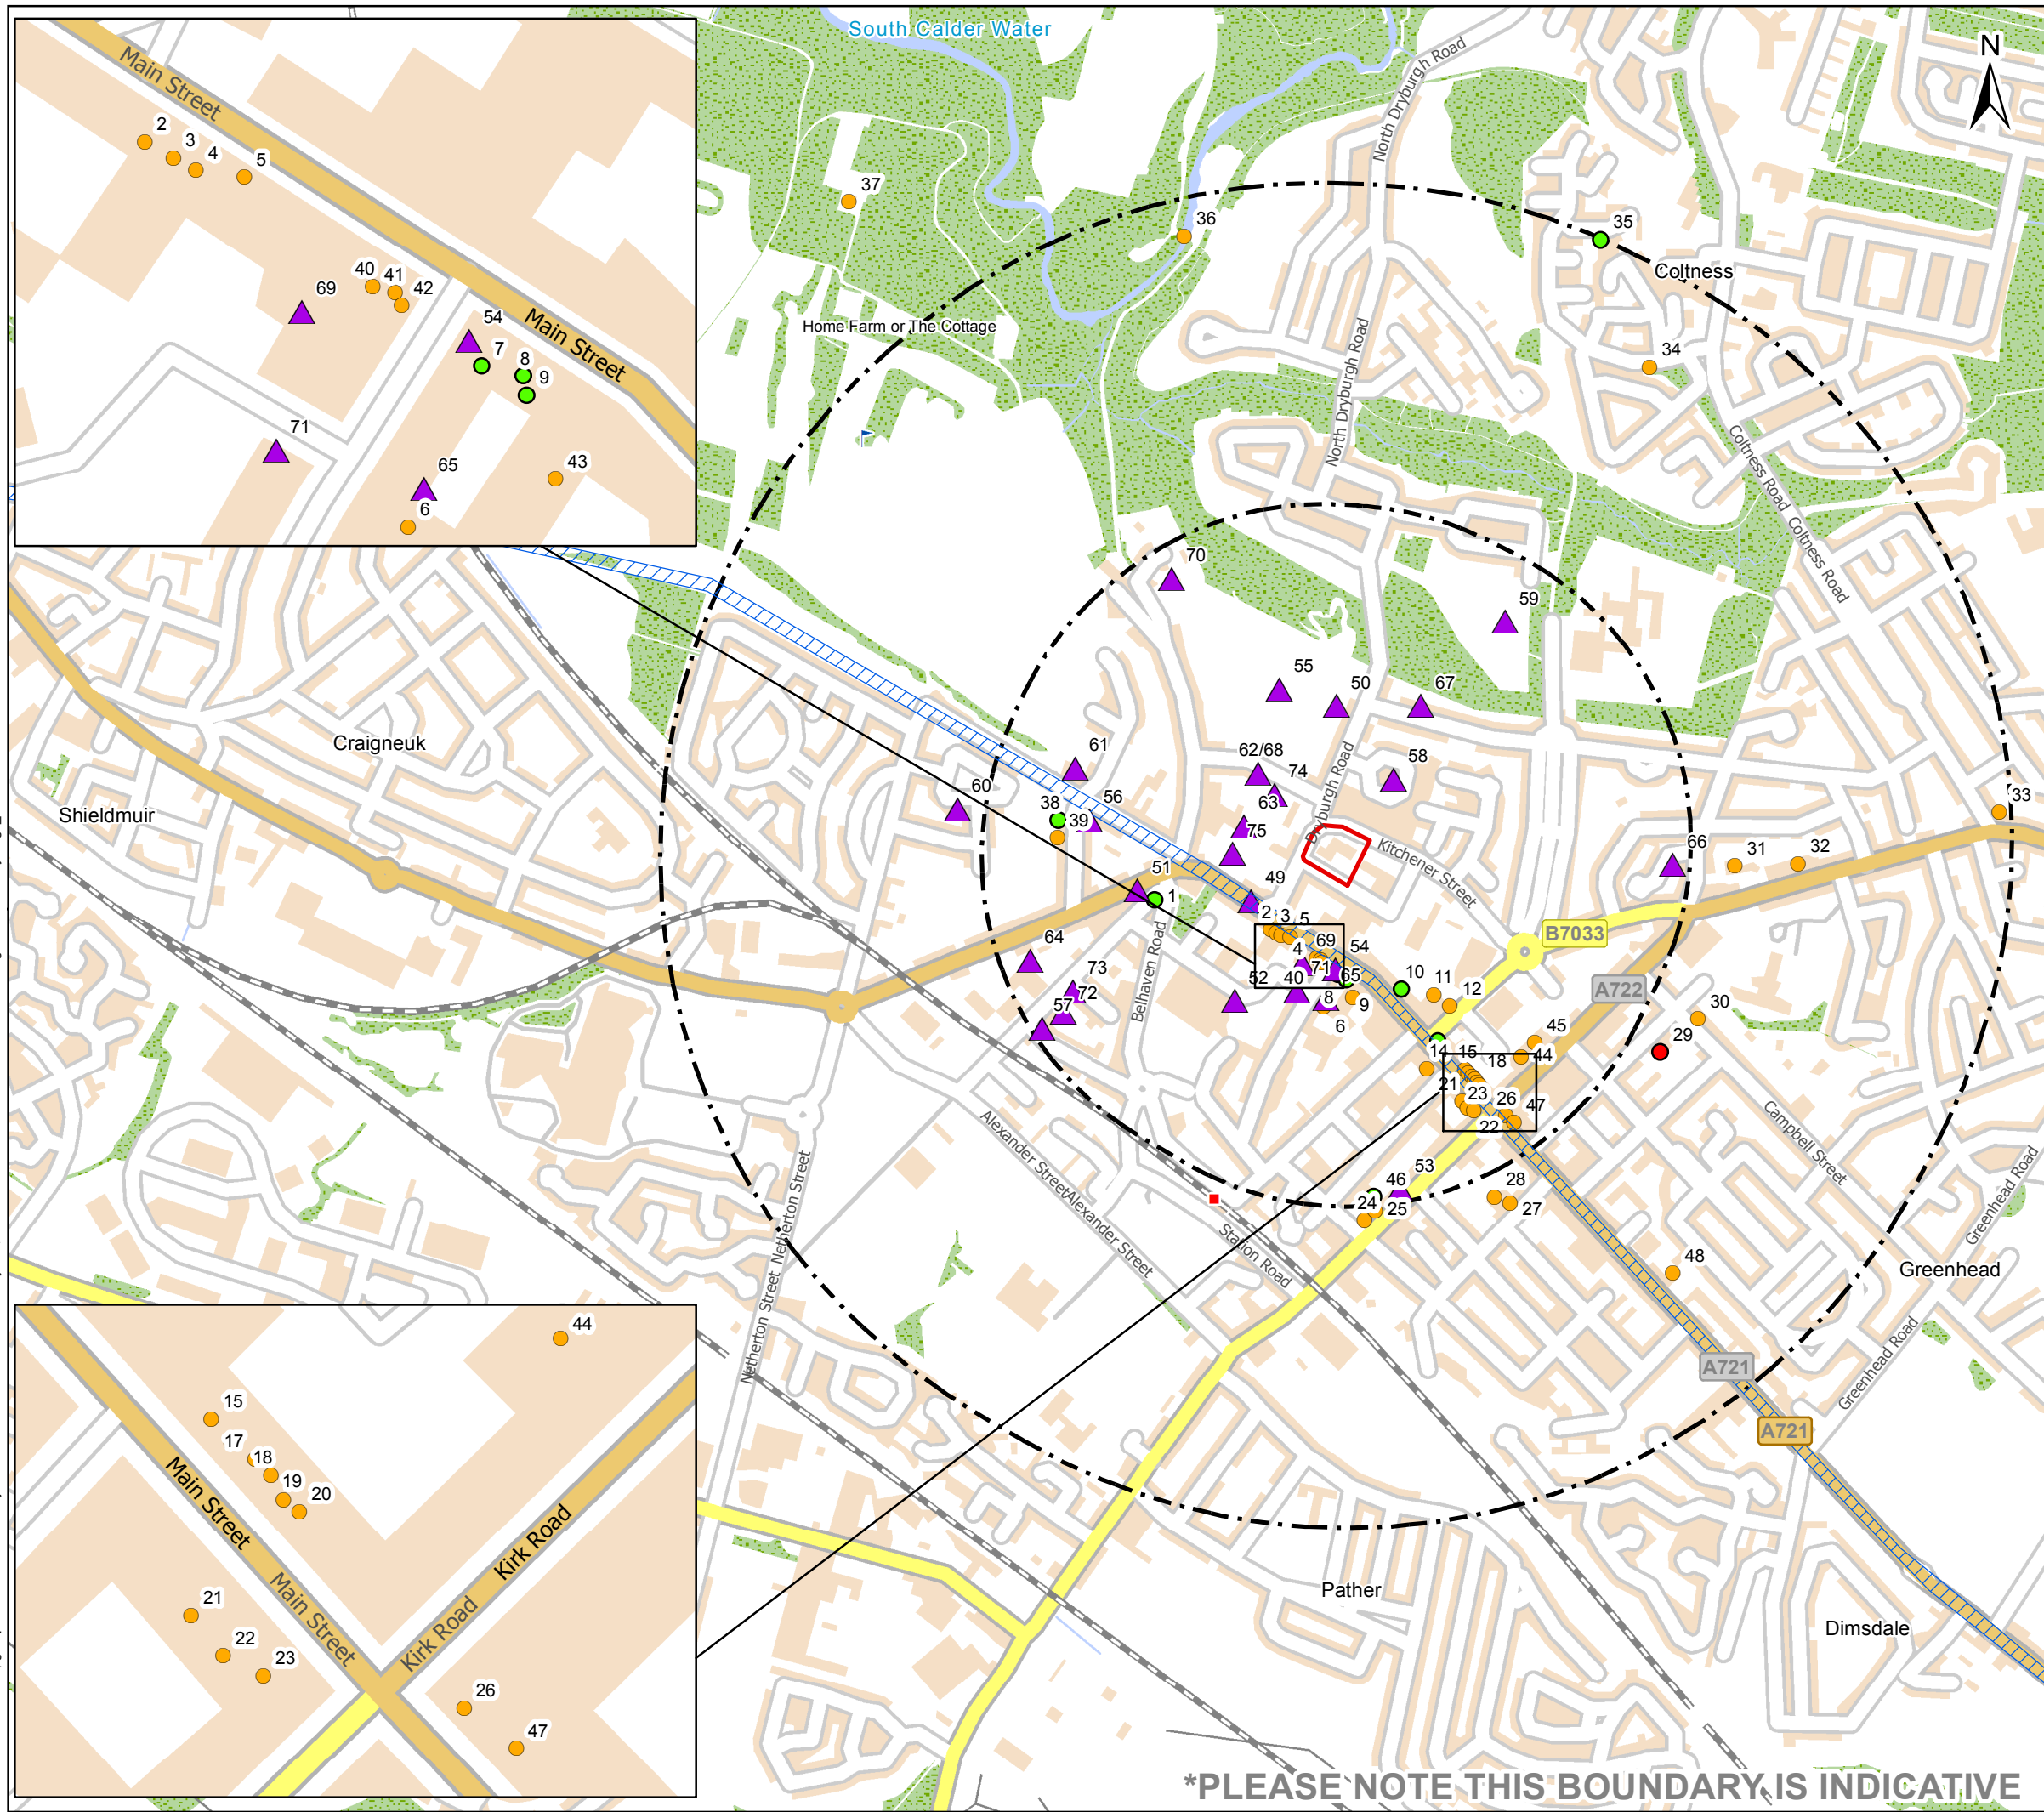 South Calder Water
N
Main Street
2
3
4
5
40
41
42
69
Main Street
54
7
8
9
71
65
43
6
37
36
North Dryburgh Road
35
Coltness
Home Farm or The Cottage
North Dryburgh Road
34
Coltness Road
Coltness Road
70
59
55
50
67
Craigneuk
61
62/68
58
74
Dryburgh Road
60
38
56
63
Shieldmuir
39
75
33
Kitchener Street
66
31
32
51
1
49
2
3
5
B7033
64
Belhaven Road
4
69
54
73
52
40
71
65
10
11
A722
72
8
9
12
30
57
6
45
29
14
15
18
44
21
23
26
47
22
Campbell Street
Alexander Street
Alexander Street
Netherton Street
Netherton Street
46
53
28
24
25
27
Station Road
48
Greenhead Road
Greenhead
Greenhead Road
A721
A721
44
15
17
18
19
20
Main Street
Main Street
Kirk Road
Kirk Road
21
22
23
26
47
Pather
Dimsdale
*PLEASE NOTE THIS BOUNDARY IS INDICATIVE